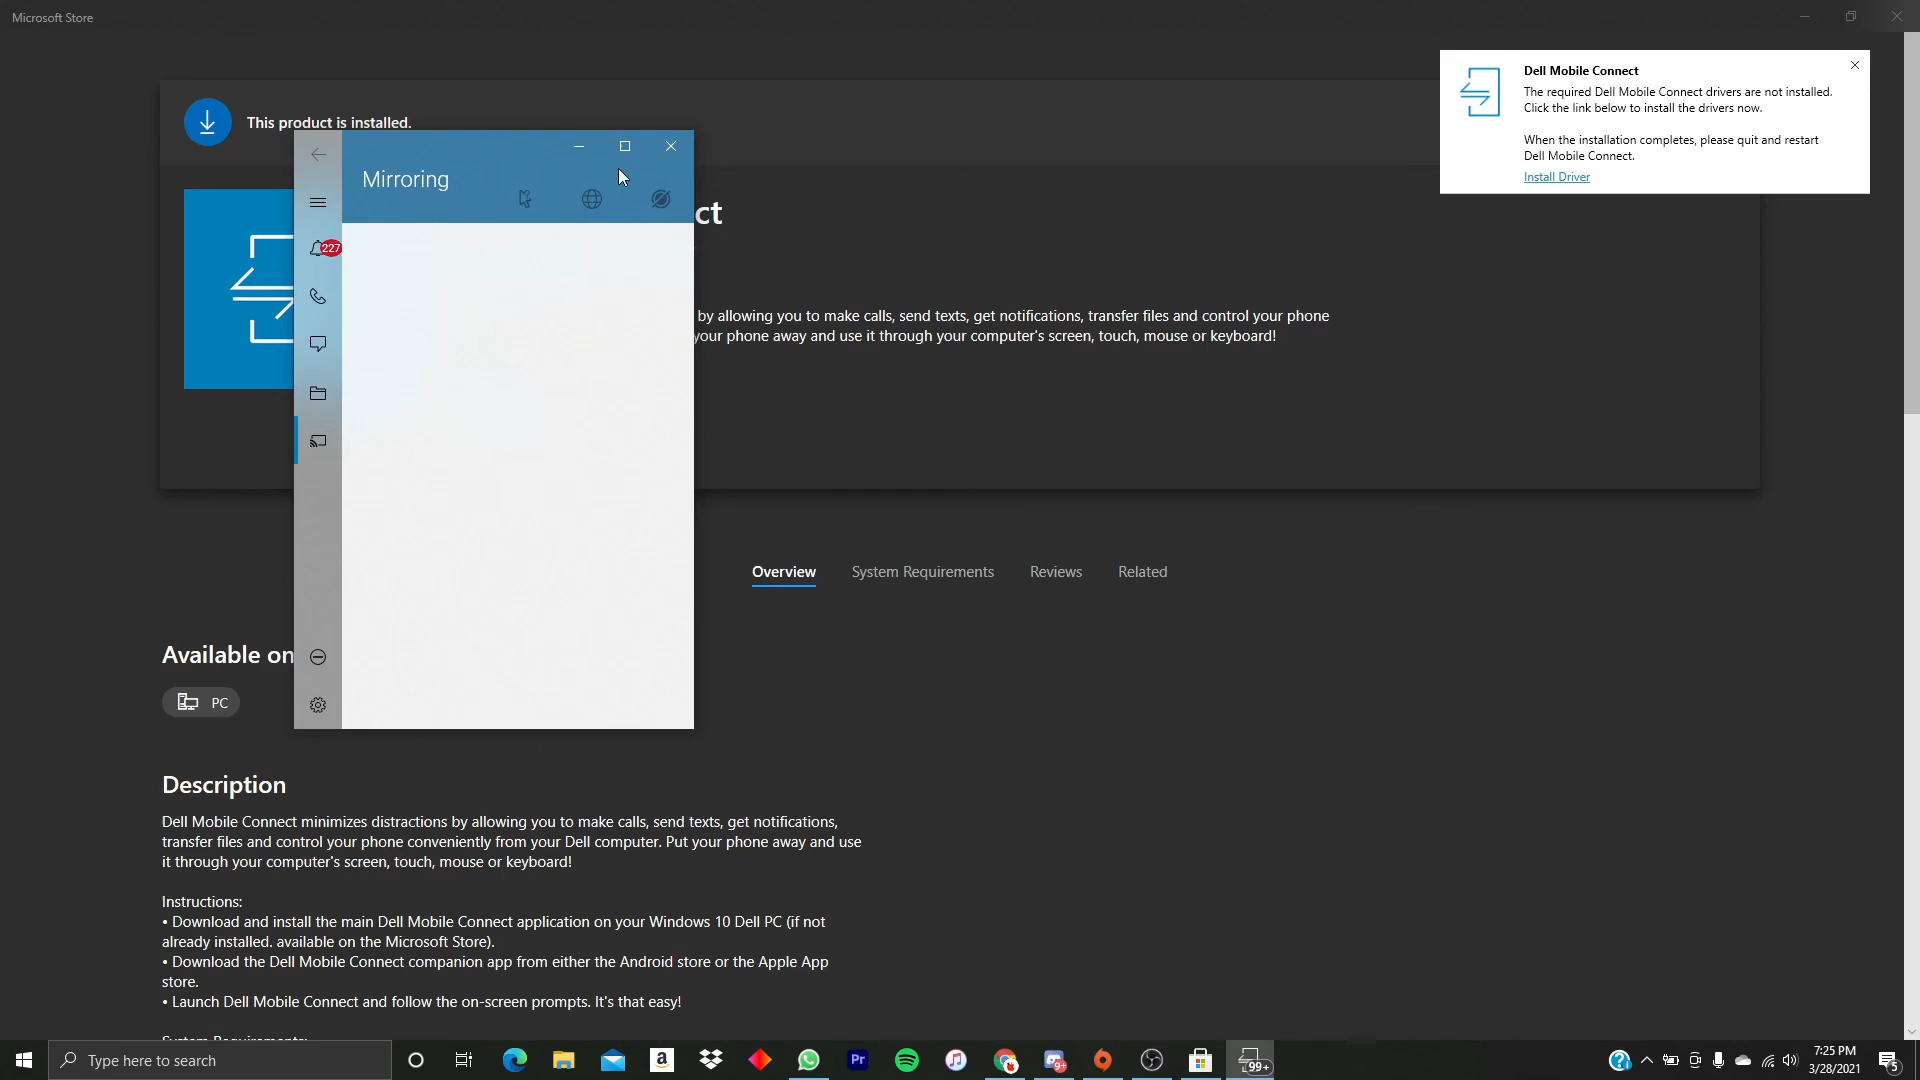 Microsoft Store
Dell Mobile Connect
The required Dell Mobile Connect drivers are not installed.
Click the link below to install the drivers now.
When the installation completes, please quit and restart
Dell Mobile Connect.
Install Driver
This product is installed.
Mirroring
ct
227
by allowing you to make calls, send texts, get notifications, transfer files and control your phone
your phone away and use it through your computer's screen, touch, mouse or keyboard!
Overview
System Requirements
Reviews
Related
Available on
PC
Description
Dell Mobile Connect minimizes distractions by allowing you to make calls, send texts, get notifications,
transfer files and control your phone conveniently from your Dell computer. Put your phone away and use
it through your computer's screen, touch, mouse or keyboard!
Instructions:
• Download and install the main Dell Mobile Connect application on your Windows 10 Dell PC (if not
already installed. available on the Microsoft Store).
• Download the Dell Mobile Connect companion app from either the Android store or the Apple App
store.
• Launch Dell Mobile Connect and follow the on-screen prompts. It's that easy!
System Requirements:
Type here to search
a
Pr
9+
99+
7:25 PM
3/28/2021
5